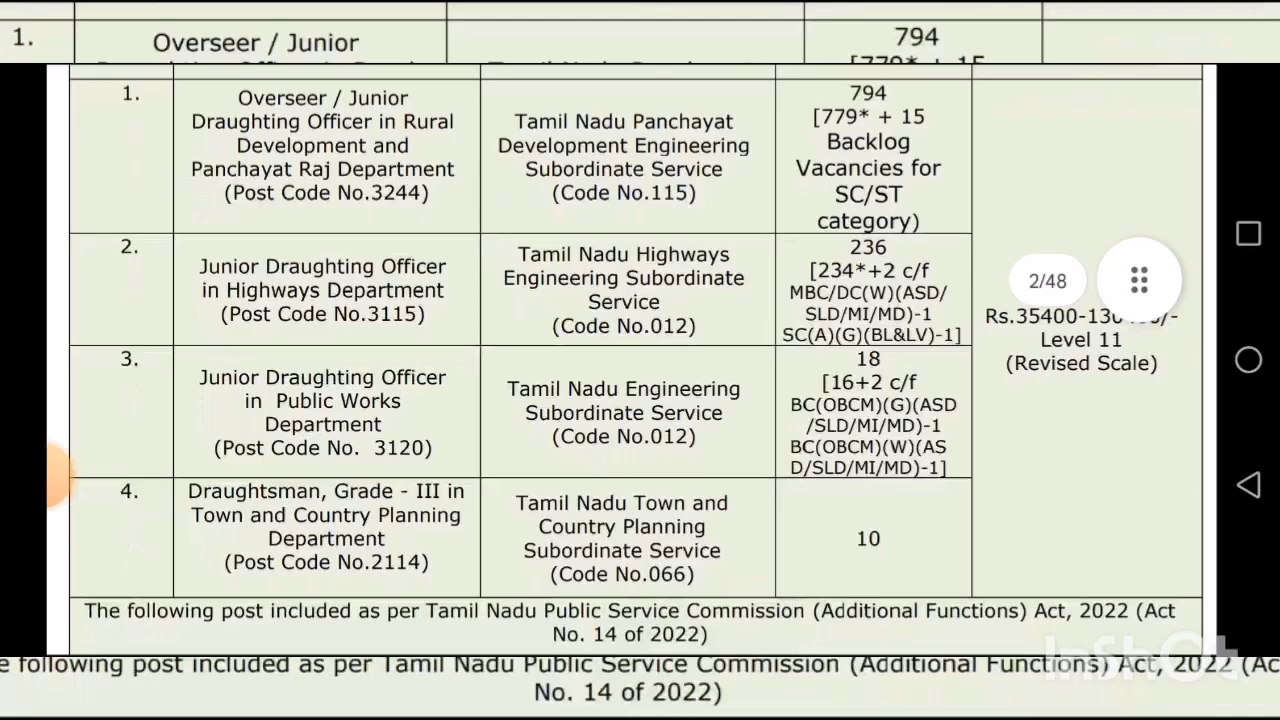 1.
Overseer / Junior
794
1.
Overseer / Junior
Draughting Officer in Rural
Development and
Panchayat Raj Department
(Post Code No.3244)
Tamil Nadu Panchayat
Development Engineering
Subordinate Service
(Code No.115)
794
[779* + 15
Backlog
Vacancies for
SC/ST
category)
2.
Junior Draughting Officer
in Highways Department
(Post Code No.3115)
Tamil Nadu Highways
Engineering Subordinate
Service
(Code No.012)
236
[234*+2 c/f
MBC/DC(W)(ASD/
SLD/MI/MD)-1
SC(A)(G)(BL&LV)-1]
3.
Junior Draughting Officer
in Public Works
Department
(Post Code No. 3120)
Tamil Nadu Engineering
Subordinate Service
(Code No.012)
18
[16+2 c/f
BC(OBCM)(G)(ASD
/SLD/MI/MD)-1
BC(OBCM)(W)(AS
D/SLD/MI/MD)-1]
4.
Draughtsman, Grade - III in
Town and Country Planning
Department
(Post Code No.2114)
Tamil Nadu Town and
Country Planning
Subordinate Service
(Code No.066)
10
2/48
Level 11
(Revised Scale)
The following post included as per Tamil Nadu Public Service Commission (Additional Functions) Act, 2022 (Act
No. 14 of 2022)
following post included as per Tamil Nadu Public Service Commission (Additional Functions) Act, 2022
No. 14 of 2022)
InShOt